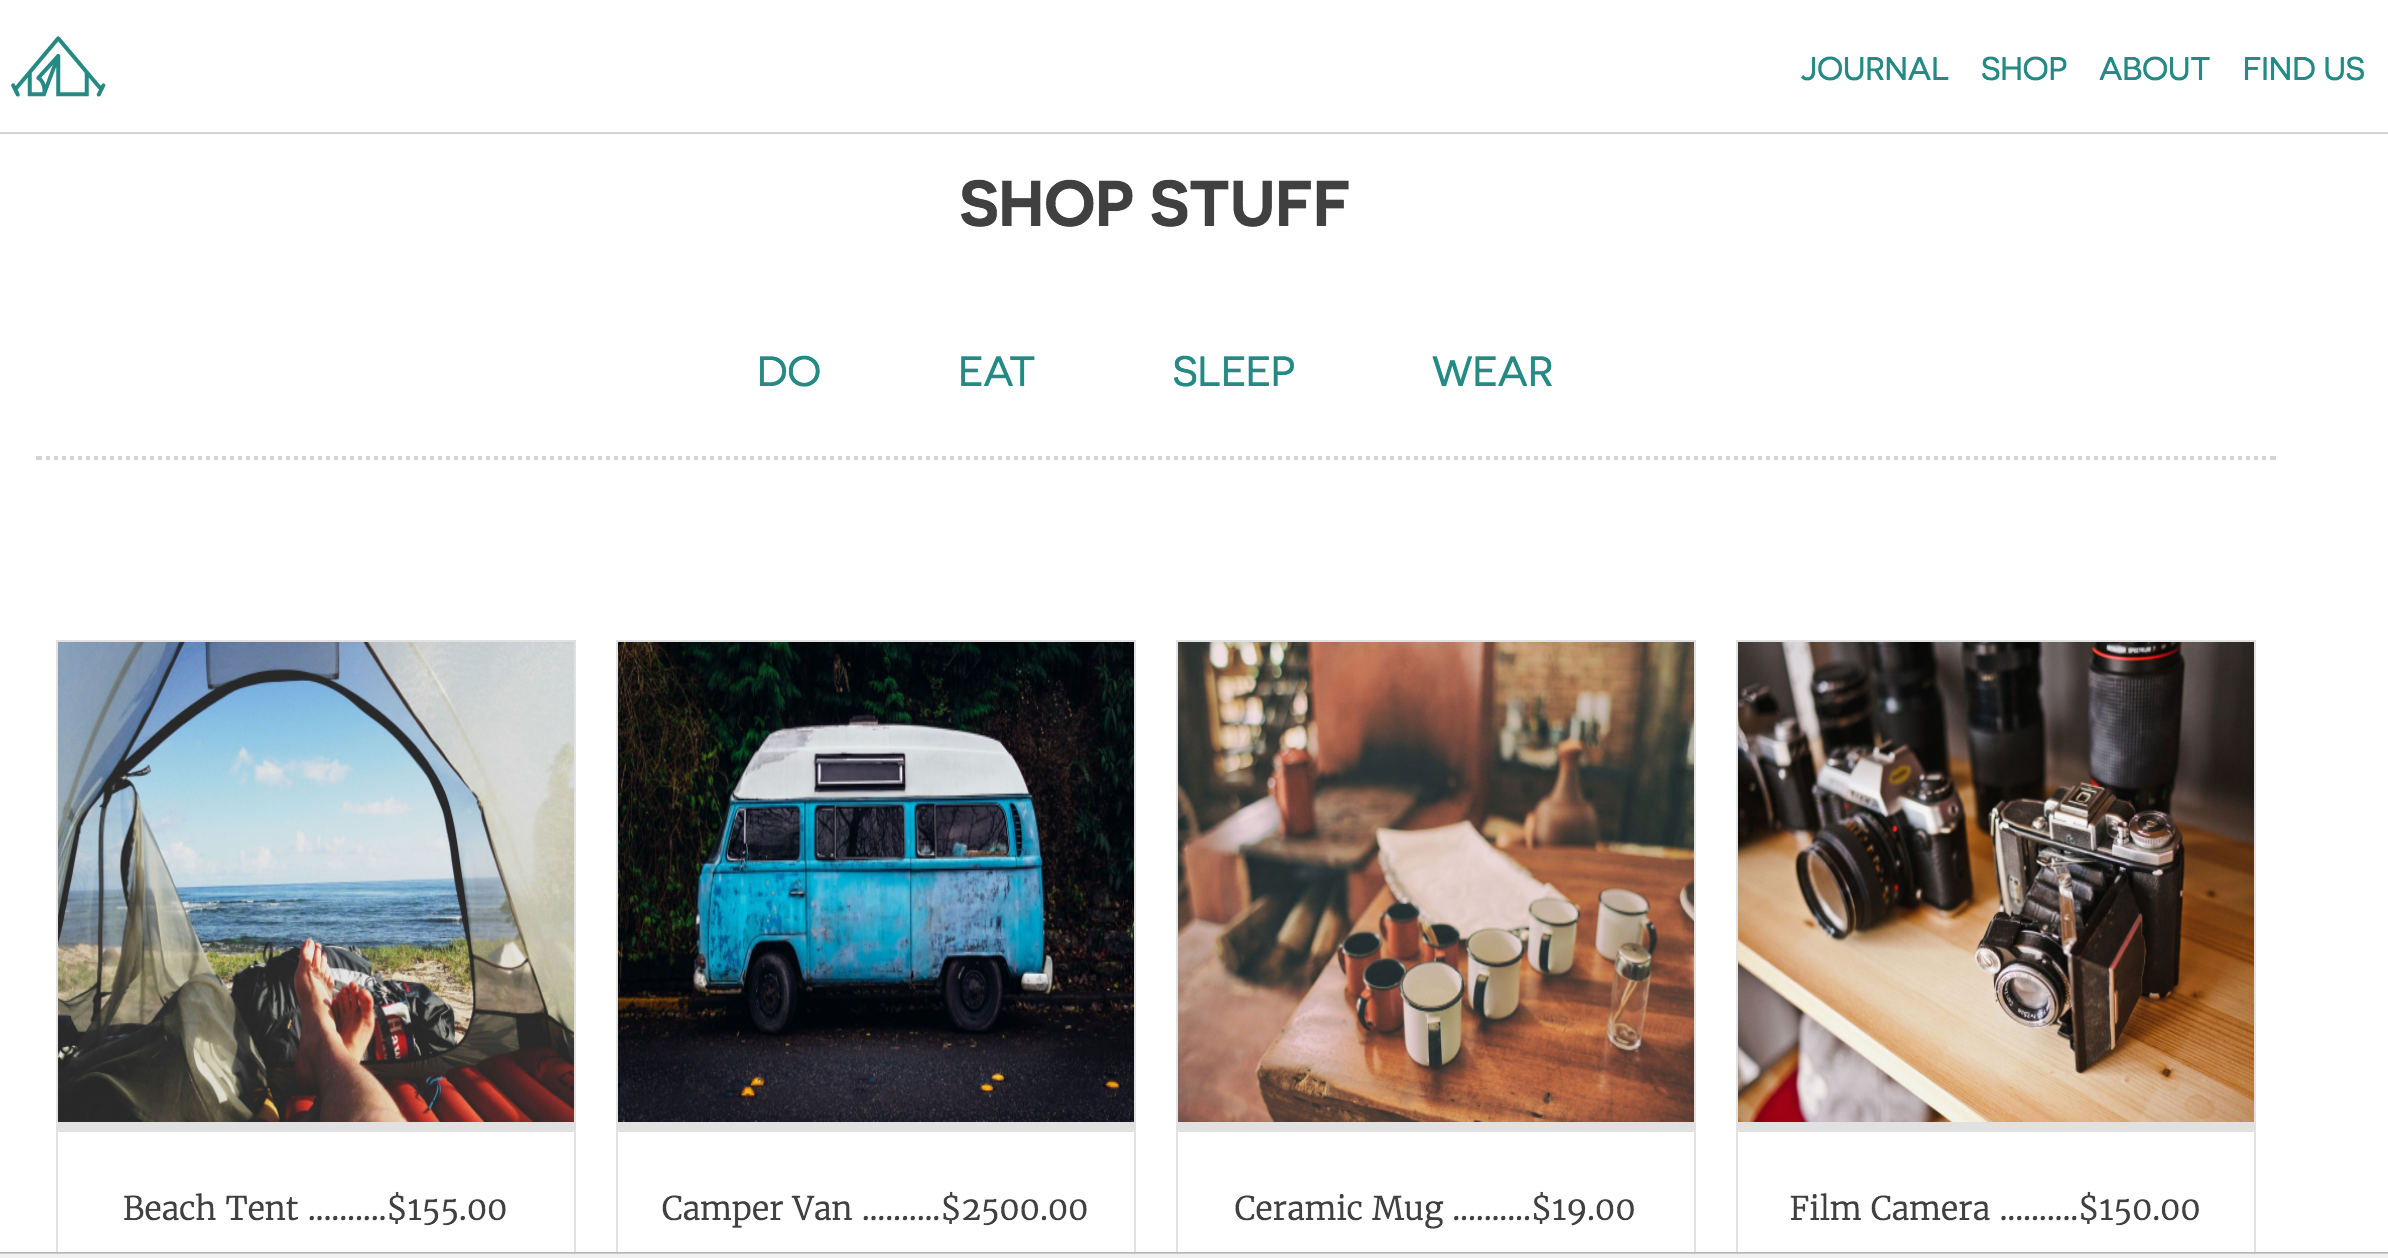 JOURNAL SHOP ABOUT FIND US
SHOP STUFF
DO EAT SLEEP WEAR
Beach Tent ..........$155.00
Camper Van ..........$2500.00
Ceramic Mug ..........$19.00
Film Camera ..........$150.00